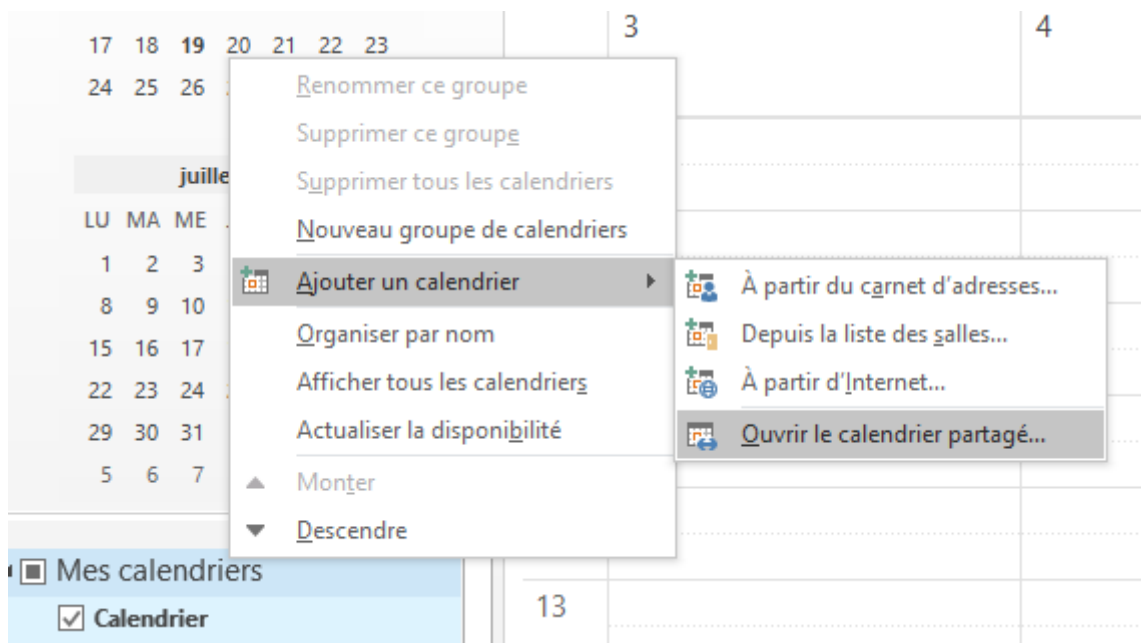 3 4
17 18 19 20 21 22 23
24 25 26
Renommer ce groupe
Supprimer ce groupe
juille
Supprimer tous les calendriers
LU MA ME
Nouveau groupe de calendriers
1 2 3
Ajouter un calendrier
À partir du carnet d'adresses...
8 9 10
Organiser par nom
Depuis la liste des salles...
15 16 17
Afficher tous les calendriers
À partir d'Internet...
22 23 24
Actualiser la disponibilité
Ouvrir le calendrier partagé...
29 30 31
5 6 7
Monter
Descendre
Mes calendriers
Calendrier
13